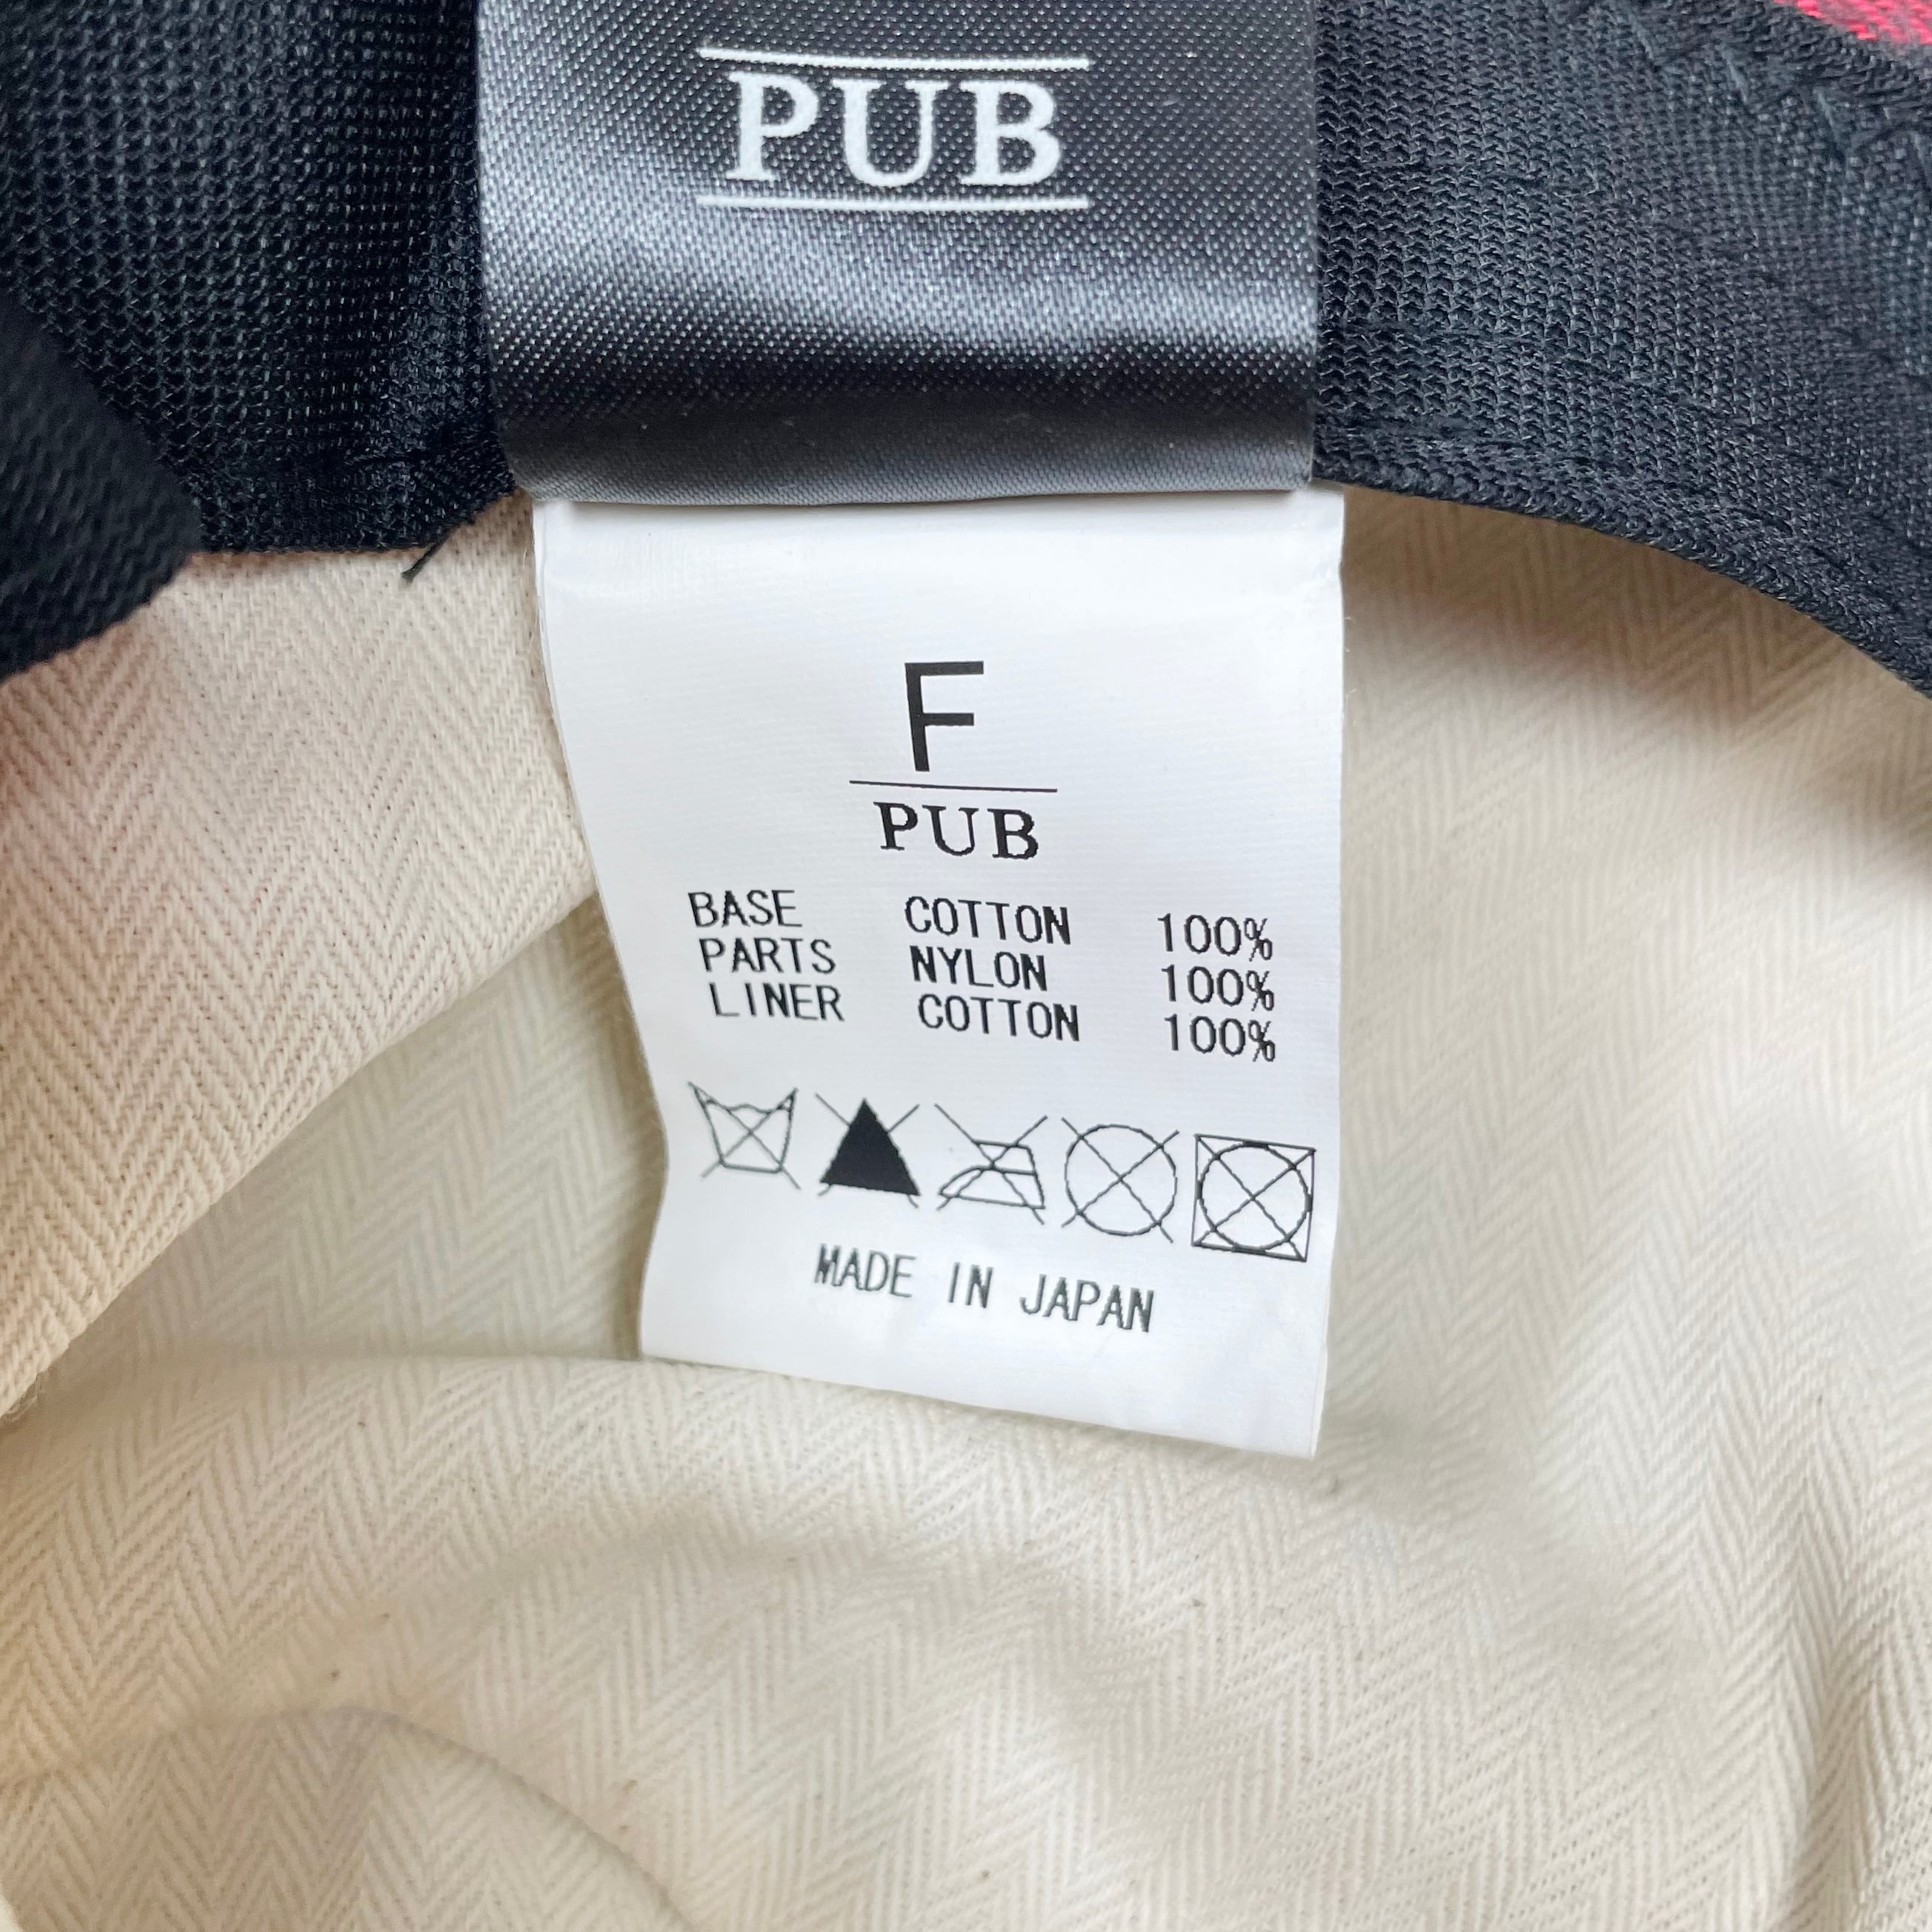 PUB
F
PUB
BASE COTTON 100%
PARTS NYLON 100%
LINER COTTON 100%
MADE IN JAPAN